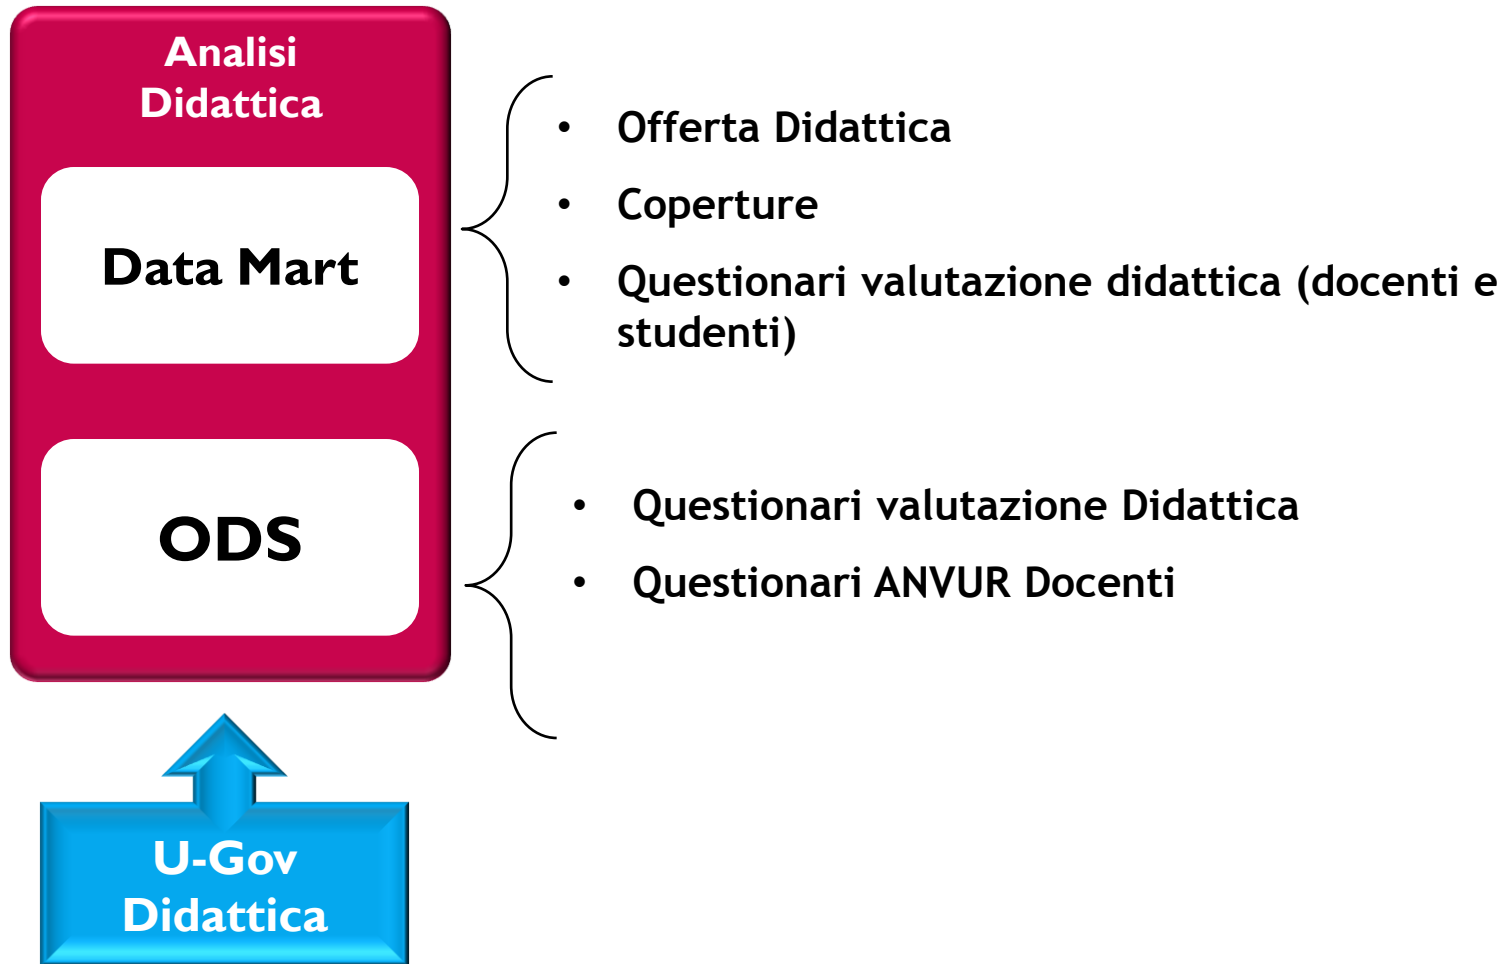 Analisi
Didattica
Data Mart
• Offerta Didattica
• Coperture
• Questionari valutazione didattica (docenti e
studenti)
ODS
• Questionari valutazione Didattica
• Questionari ANVUR Docenti
U-Gov
Didattica